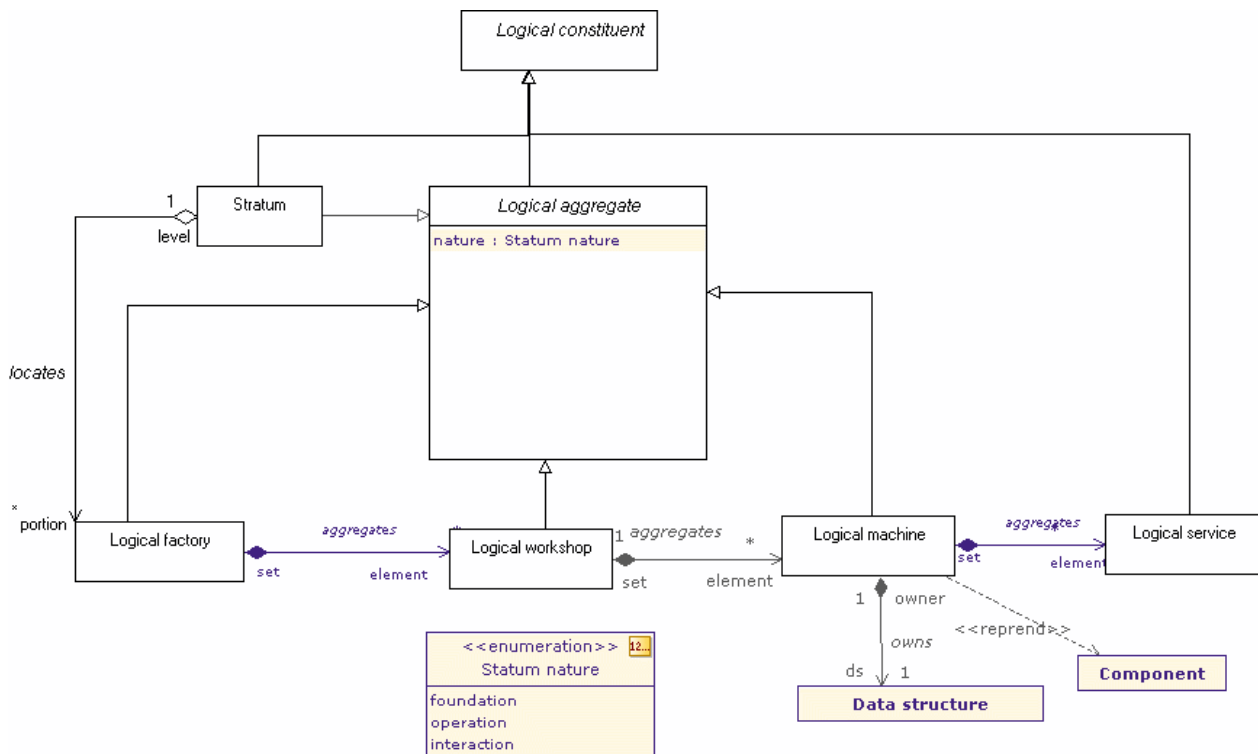 Logical constituent
1
Stratum
level
Logical aggregate
nature : Statum nature
locates
*
portion
Logical factory
set
aggregates
*
element
Logical workshop
1
aggregates
*
set
element
Logical machine
set
aggregates
*
element
Logical service
1
owner
owns
ds
1
<<reprend>>
Component
Data structure
<<enumeration>>
12...
Statum nature
foundation
operation
interaction